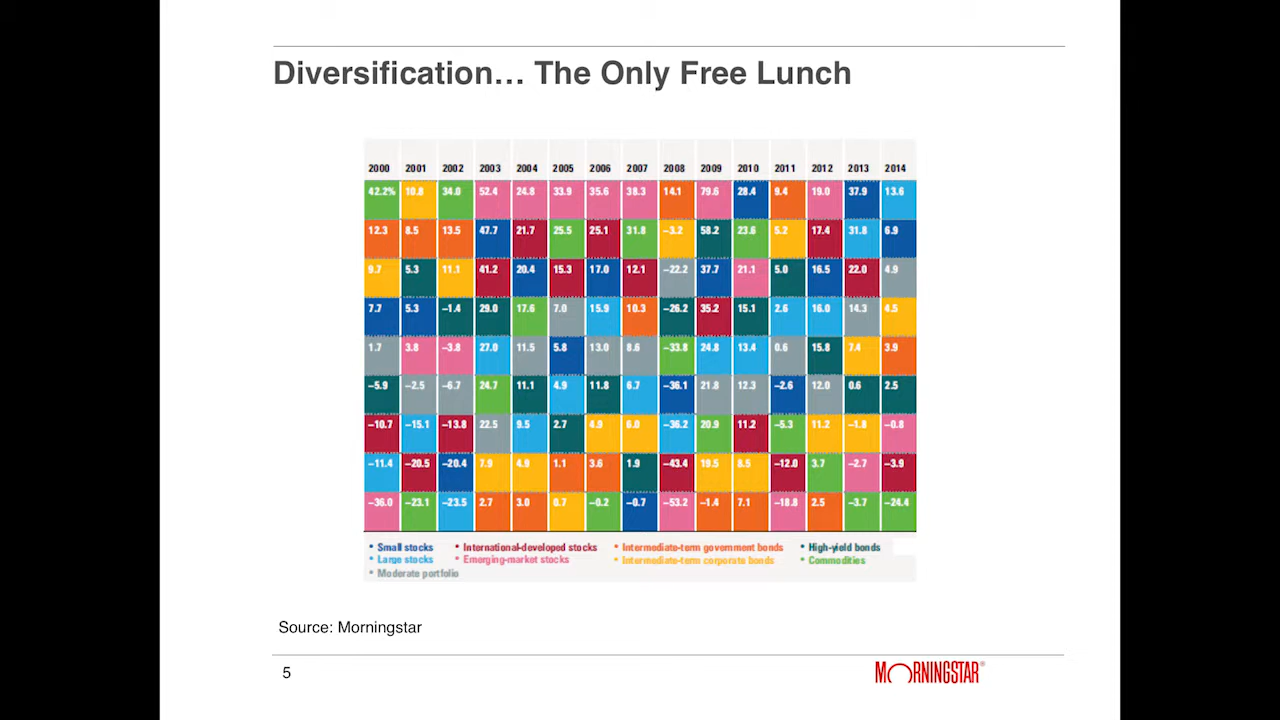 Diversification… The Only Free Lunch
2000 2001 2002 2003 2004 2005 2006 2007 2008 2009 2010 2011 2012 2013 2014
42.2% 10.8 34.0 52.4 24.8 33.9 35.6 38.3 14.1 79.6 28.4 9.4 19.0 37.9 13.6
12.3 8.5 13.5 47.7 21.7 25.5 25.1 31.8 −3.2 58.2 23.6 5.2 17.4 31.8 6.9
9.7 5.3 11.1 41.2 20.4 15.3 17.0 12.1 −22.2 37.7 21.1 5.0 16.5 22.0 4.9
7.7 5.3 −1.4 29.0 17.6 7.0 15.9 10.3 −26.2 35.2 15.1 2.6 16.0 14.3 4.5
1.7 3.8 −3.8 27.0 11.5 5.8 13.0 8.6 −33.8 24.8 13.4 0.6 15.8 7.4 3.9
−5.9 −2.5 −6.7 24.7 11.1 4.9 11.8 6.7 −36.1 21.8 12.3 −2.6 12.0 0.6 2.5
−10.7 −15.1 −13.8 22.5 9.5 2.7 4.9 6.0 −36.2 20.9 11.2 −5.3 11.2 −1.8 −0.8
−11.4 −20.5 −20.4 7.9 4.9 1.1 3.6 1.9 −43.4 19.5 8.5 −12.0 3.7 −2.7 −3.9
−36.0 −23.1 −23.5 2.7 3.0 0.7 −0.2 −0.7 −53.2 −1.4 7.1 −18.8 2.5 −3.7 −24.4
• Small stocks • International-developed stocks • Intermediate-term government bonds • High-yield bonds
• Large stocks • Emerging-market stocks • Intermediate-term corporate bonds • Commodities
• Moderate portfolio
Source: Morningstar
5
MORNINGSTAR®